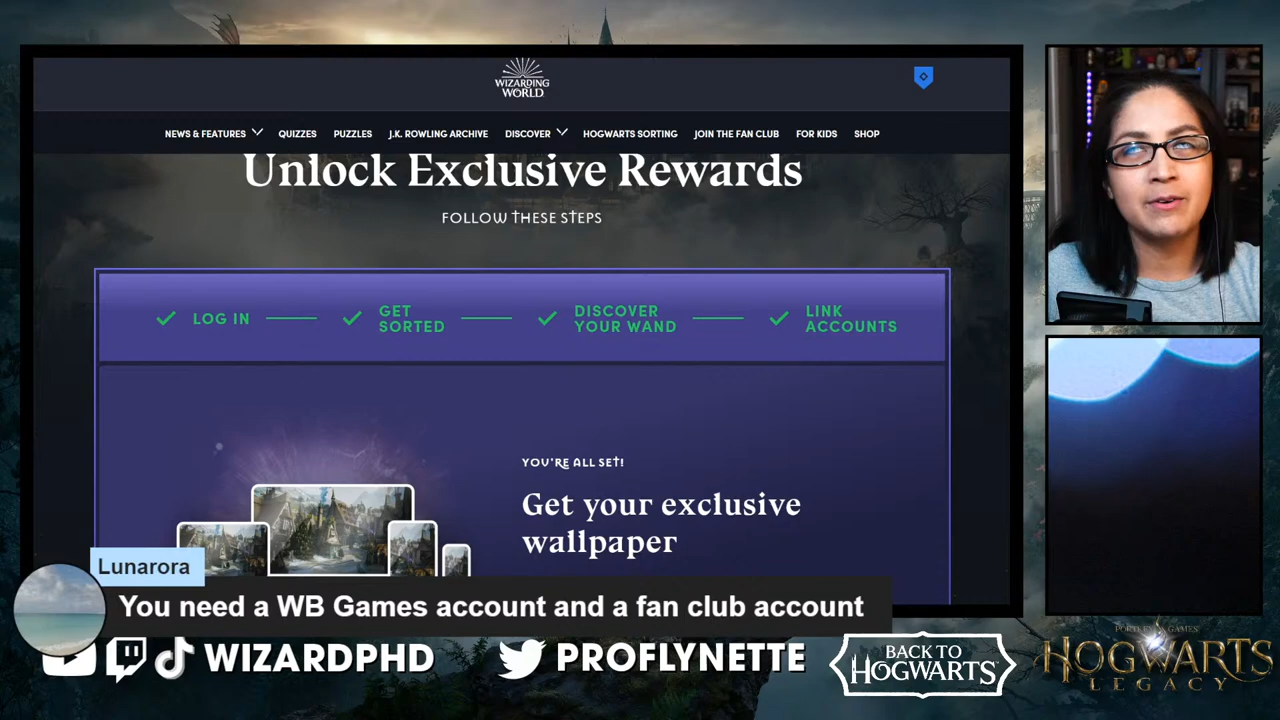 WIZARDING
WORLD
NEWS & FEATURES
QUIZZES
PUZZLES
J.K. ROWLING ARCHIVE
DISCOVER
HOGWARTS SORTING
JOIN THE FAN CLUB
FOR KIDS
SHOP
Unlock Exclusive Rewards
FOLLOW THESE STEPS
LOG IN
GET
SORTED
DISCOVER
YOUR WAND
LINK
ACCOUNTS
YOU'RE ALL SET!
Get your exclusive
wallpaper
Lunarora
You need a WB Games account and a fan club account
WIZARDPHD
PROFLYNETTE
BACK TO
HOGWARTS
PORTKEY GAMES
HOGWARTS
LEGACY